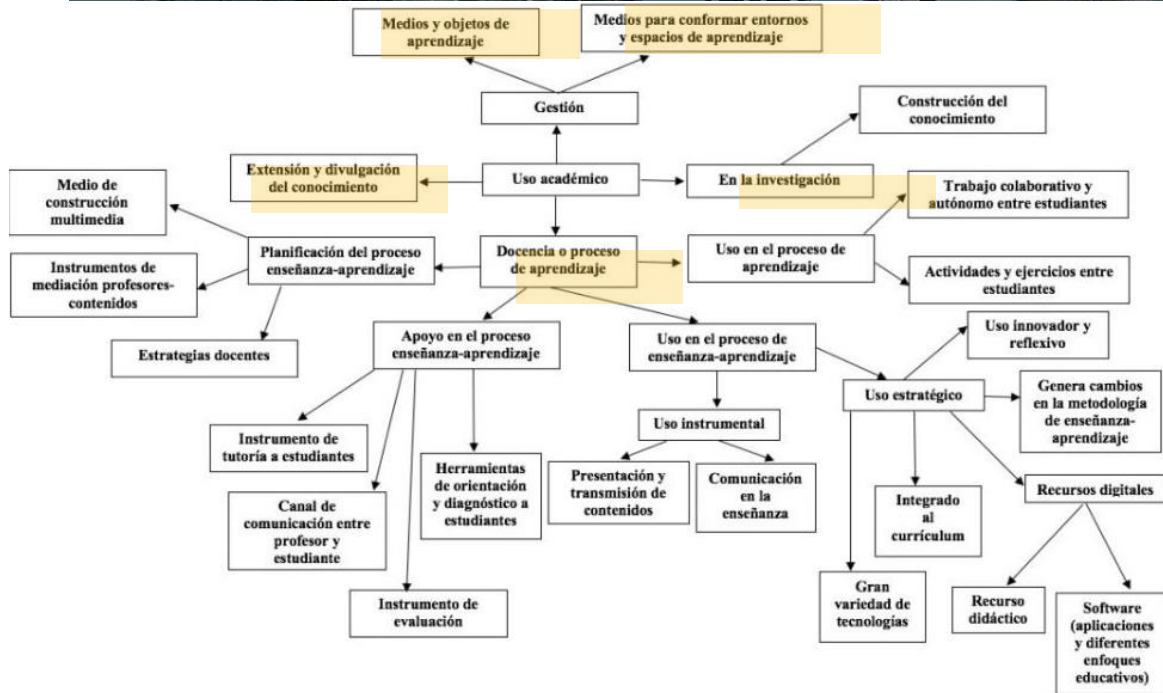 Medios y objetos de
aprendizaje
Medios para conformar entornos
y espacios de aprendizaje
Gestión
Construcción del
conocimiento
Extensión y divulgación
del conocimiento
Uso académico
En la investigación
Medio de
construcción
multimedia
Trabajo colaborativo y
autónomo entre estudiantes
Planificación del proceso
enseñanza-aprendizaje
Docencia o proceso
de aprendizaje
Uso en el proceso de
aprendizaje
Instrumentos de
mediación profesores-
contenidos
Actividades y ejercicios entre
estudiantes
Estrategias docentes
Apoyo en el proceso
enseñanza-aprendizaje
Uso en el proceso de
enseñanza-aprendizaje
Uso innovador y
reflexivo
Uso estratégico
Genera cambios
en la metodología
de enseñanza-
aprendizaje
Uso instrumental
Instrumento de
tutoría a estudiantes
Herramientas
de orientación
y diagnóstico a
estudiantes
Presentación y
transmisión de
contenidos
Comunicación
en la
enseñanza
Canal de
comunicación entre
profesor y
estudiante
Integrado
al
currículum
Recursos digitales
Instrumento de
evaluación
Gran
variedad de
tecnologías
Recurso
didáctico
Software
(aplicaciones
y diferentes
enfoques
educativos)